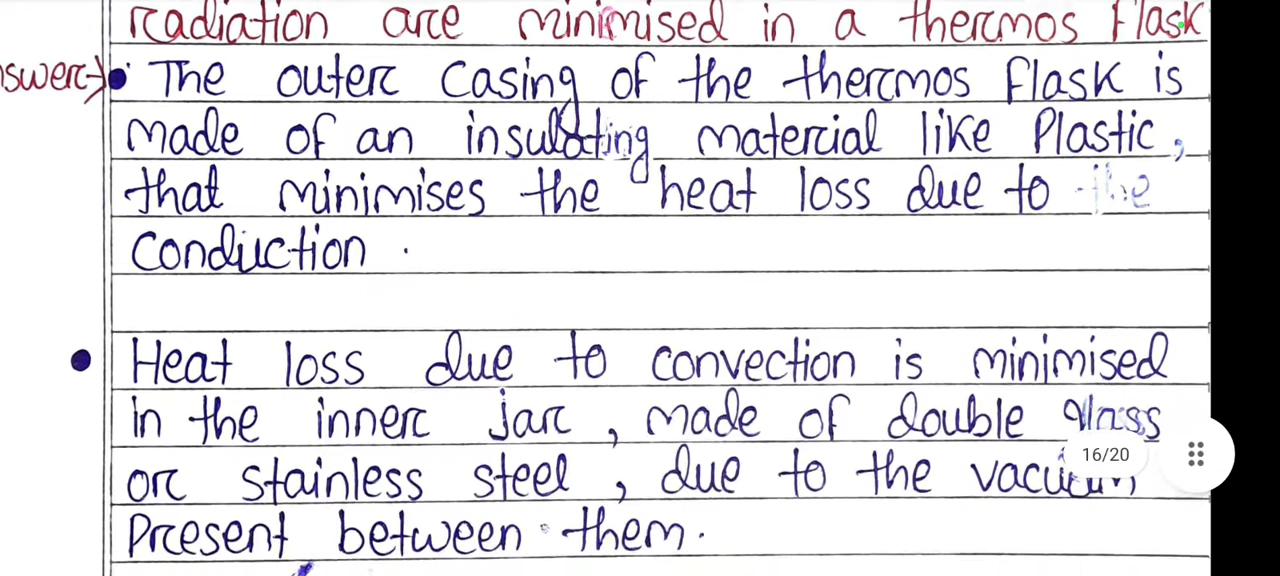 radiation are minimised in a thermos Flask
nswer→
• The outer Casing of the thermos Flask is
made of an insulating material like Plastic,
that minimises the heat loss due to the
Conduction .
• Heat loss due to convection is minimised
in the inner jar , made of double glass
or stainless steel , due to the vacuum
Present between them.
16/20